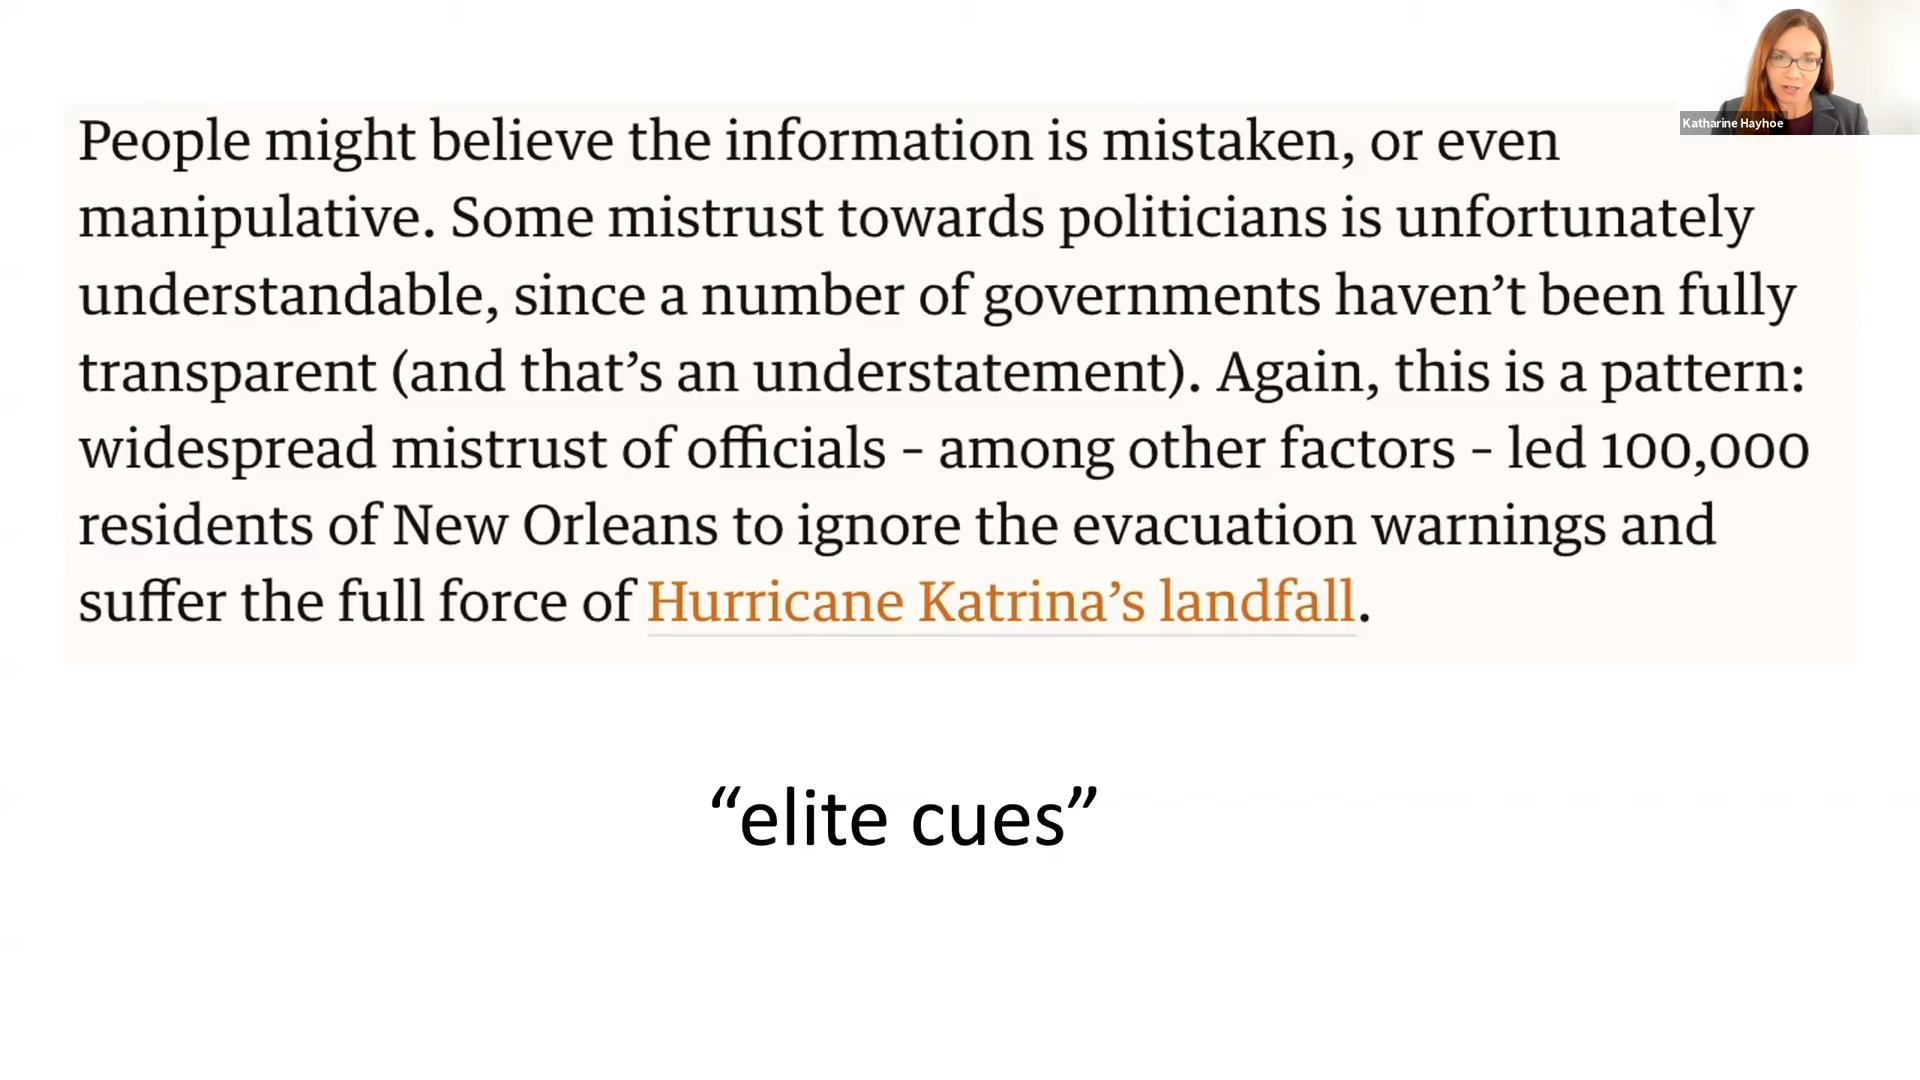 Katharine Hayhoe
People might believe the information is mistaken, or even
manipulative. Some mistrust towards politicians is unfortunately
understandable, since a number of governments haven’t been fully
transparent (and that’s an understatement). Again, this is a pattern:
widespread mistrust of officials – among other factors – led 100,000
residents of New Orleans to ignore the evacuation warnings and
suffer the full force of Hurricane Katrina’s landfall.
“elite cues”